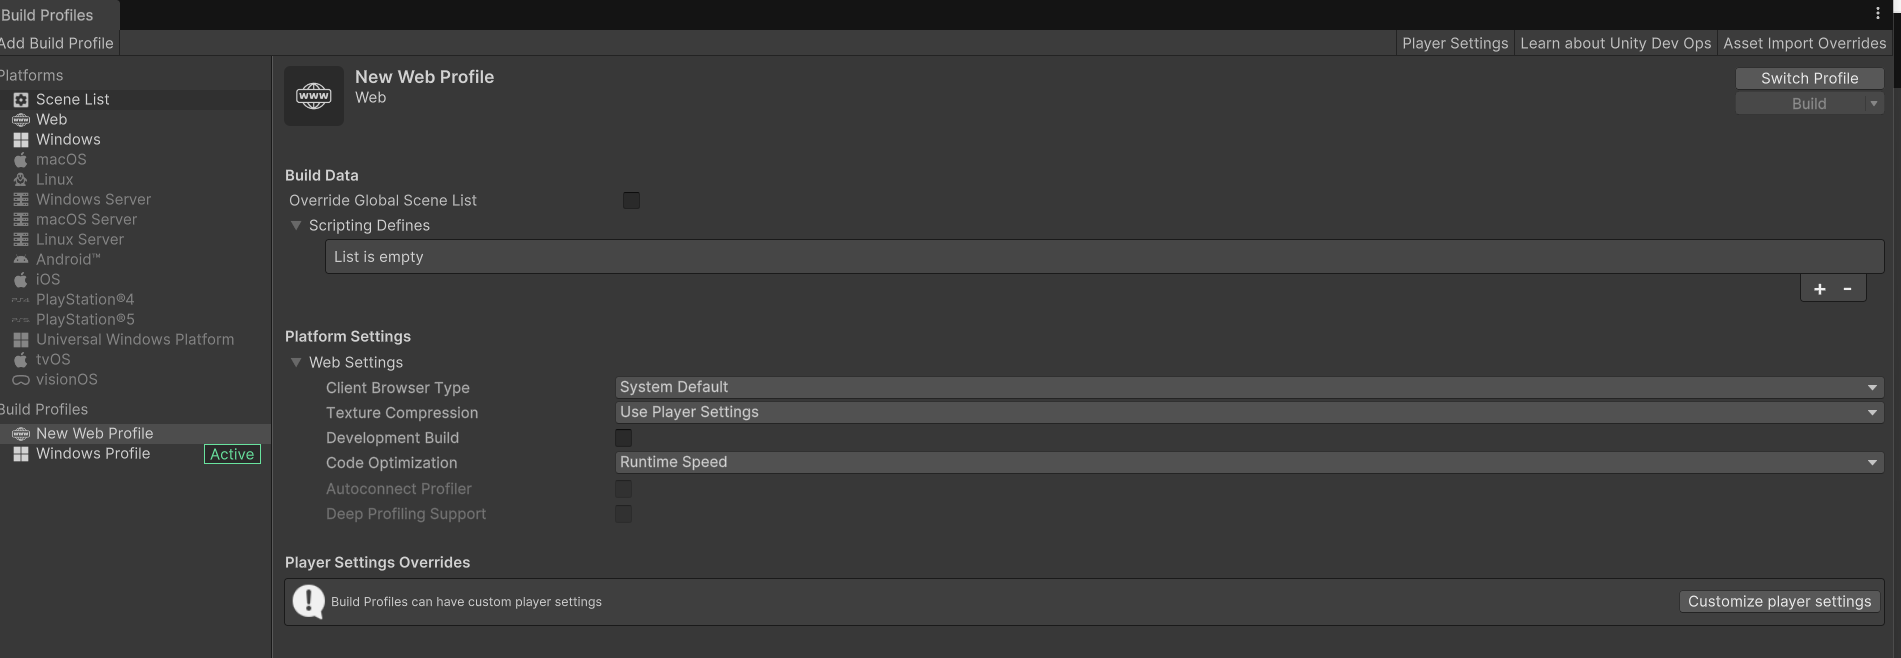 Build Profiles
Add Build Profile
Player Settings
Learn about Unity Dev Ops
Asset Import Overrides
Platforms
Scene List
Web
Windows
macOS
Linux
Windows Server
macOS Server
Linux Server
Android™
iOS
PlayStation®4
PlayStation®5
Universal Windows Platform
tvOS
visionOS
Build Profiles
New Web Profile
Windows Profile
Active
www
New Web Profile
Web
Switch Profile
Build
Build Data
Override Global Scene List
Scripting Defines
List is empty
+ -
Platform Settings
Web Settings
Client Browser Type
System Default
Texture Compression
Use Player Settings
Development Build
Code Optimization
Runtime Speed
Autoconnect Profiler
Deep Profiling Support
Player Settings Overrides
Build Profiles can have custom player settings
Customize player settings